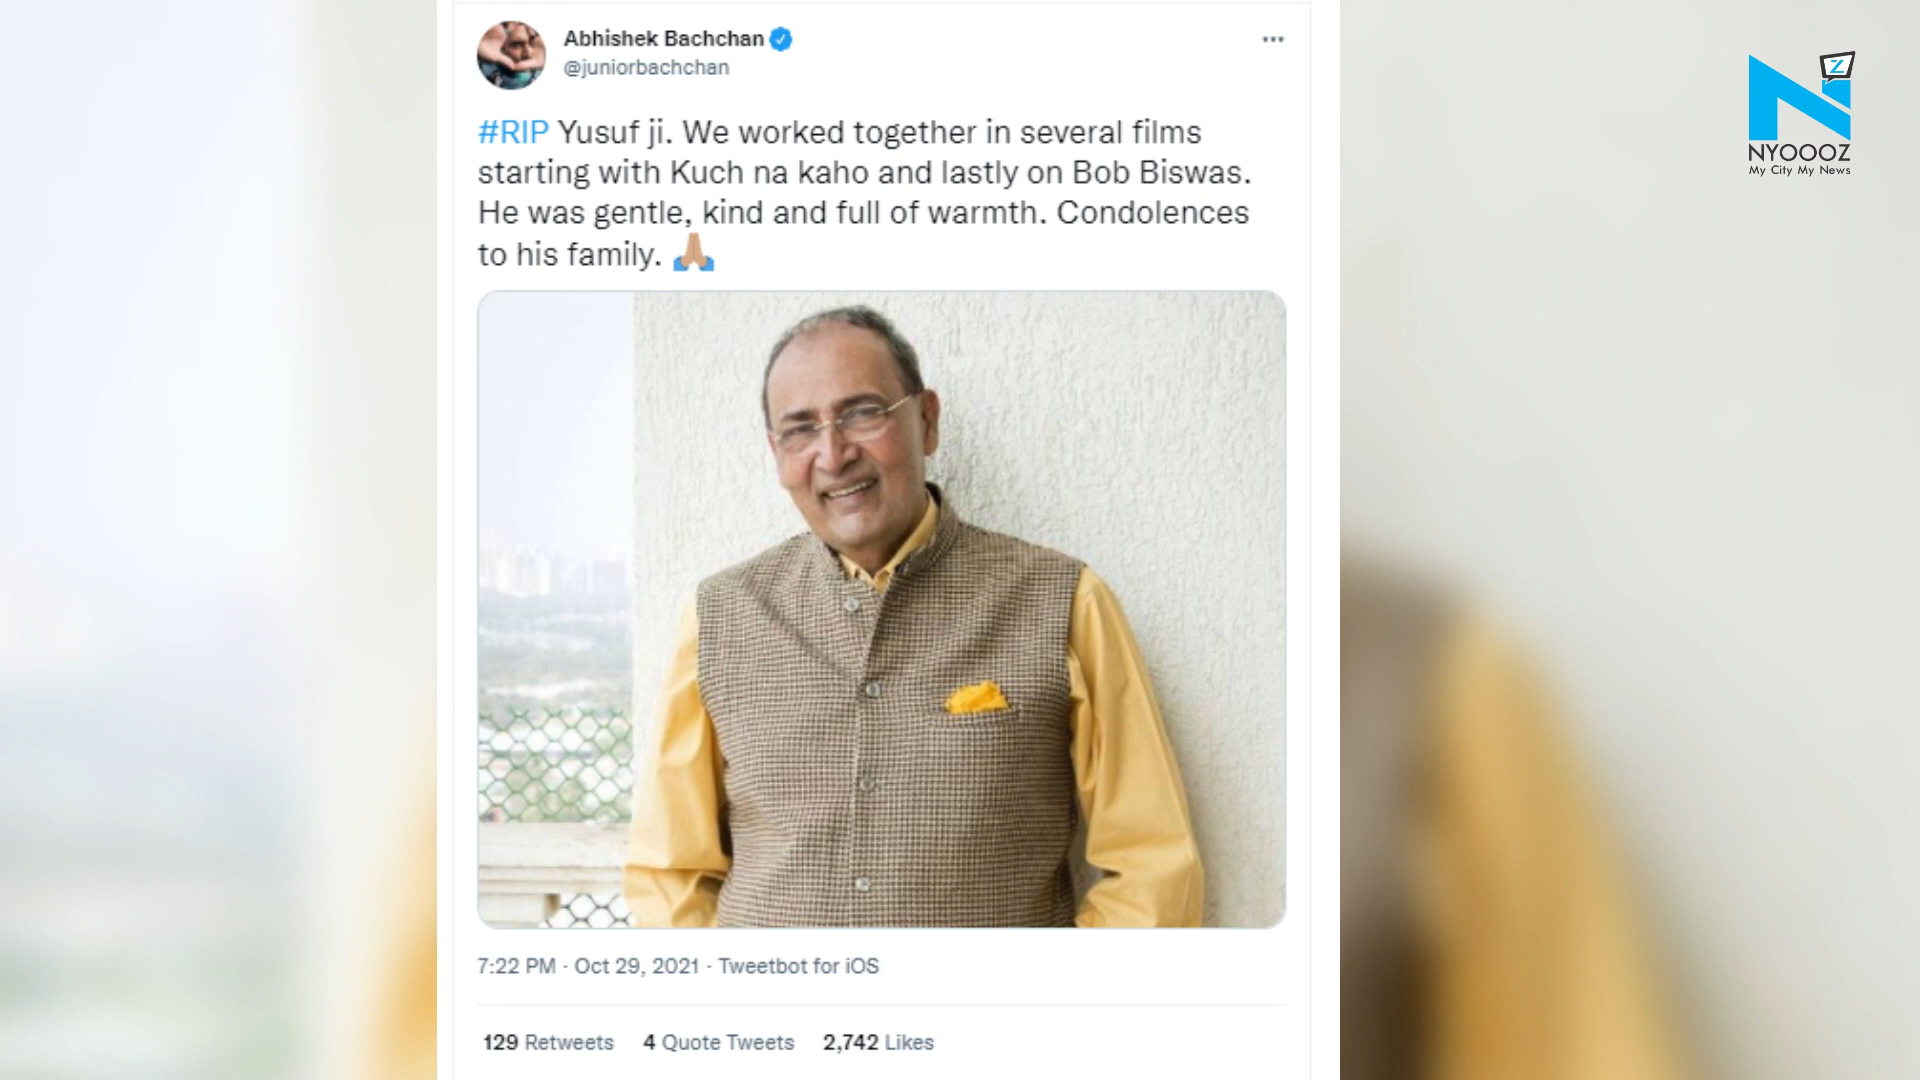 Abhishek Bachchan
@juniorbachchan
#RIP Yusuf ji. We worked together in several films
starting with Kuch na kaho and lastly on Bob Biswas.
He was gentle, kind and full of warmth. Condolences
to his family. 🙏🏽
7:22 PM · Oct 29, 2021 · Tweetbot for iOS
129 Retweets 4 Quote Tweets 2,742 Likes
Z
NYOOOZ
My City My News